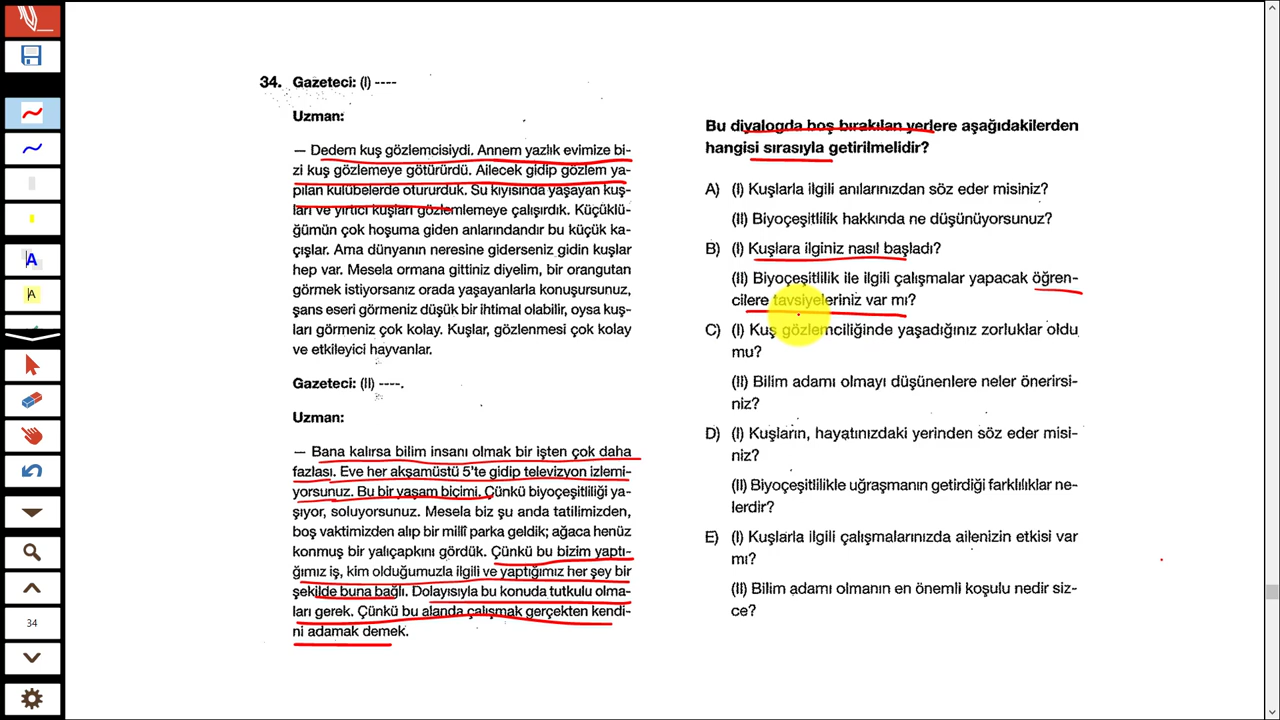 34. Gazeteci: (I) ----
Uzman:
— Dedem kuş gözlemcisiydi. Annem yazlık evimize bi-
zi kuş gözlemeye götürürdü. Ailecek gidip gözlem ya-
pılan kulübelerde otururduk. Su kıyısında yaşayan kuş-
ları ve yırtıcı kuşları gözlemlemeye çalışırdık. Küçüklü-
ğümün çok hoşuma giden anlarındandır bu küçük ka-
çışlar. Ama dünyanın neresine giderseniz gidin kuşlar
hep var. Mesela ormana gittiniz diyelim, bir orangutan
görmek istiyorsanız orada yaşayanlarla konuşursunuz,
şans eseri görmeniz düşük bir ihtimal olabilir, oysa kuş-
ları görmeniz çok kolay. Kuşlar, gözlenmesi çok kolay
ve etkileyici hayvanlar.
Gazeteci: (II) ----.
Uzman:
— Bana kalırsa bilim insanı olmak bir işten çok daha
fazlası. Eve her akşamüstü 5'te gidip televizyon izlemi-
yorsunuz. Bu bir yaşam biçimi. Çünkü biyoçeşitliliği ya-
şıyor, soluyorsunuz. Mesela biz şu anda tatilimizden,
boş vaktimizden alıp bir millî parka geldik; ağaca henüz
konmuş bir yalıçapkını gördük. Çünkü bu bizim yaptı-
ğımız iş, kim olduğumuzla ilgili ve yaptığımız her şey bir
şekilde buna bağlı. Dolayısıyla bu konuda tutkulu olma-
ları gerek. Çünkü bu alanda çalışmak gerçekten kendi-
ni adamak demek.
Bu diyalogda boş bırakılan yerlere aşağıdakilerden
hangisi sırasıyla getirilmelidir?
A) (I) Kuşlarla ilgili anılarınızdan söz eder misiniz?
(II) Biyoçeşitlilik hakkında ne düşünüyorsunuz?
B) (I) Kuşlara ilginiz nasıl başladı?
(II) Biyoçeşitlilik ile ilgili çalışmalar yapacak öğren-
cilere tavsiyeleriniz var mı?
C) (I) Kuş gözlemciliğinde yaşadığınız zorluklar oldu
mu?
(II) Bilim adamı olmayı düşünenlere neler önerirsi-
niz?
D) (I) Kuşların, hayatınızdaki yerinden söz eder misi-
niz?
(II) Biyoçeşitlilikle uğraşmanın getirdiği farklılıklar ne-
lerdir?
E) (I) Kuşlarla ilgili çalışmalarınızda ailenizin etkisi var
mı?
(II) Bilim adamı olmanın en önemli koşulu nedir siz-
ce?
A
A
34